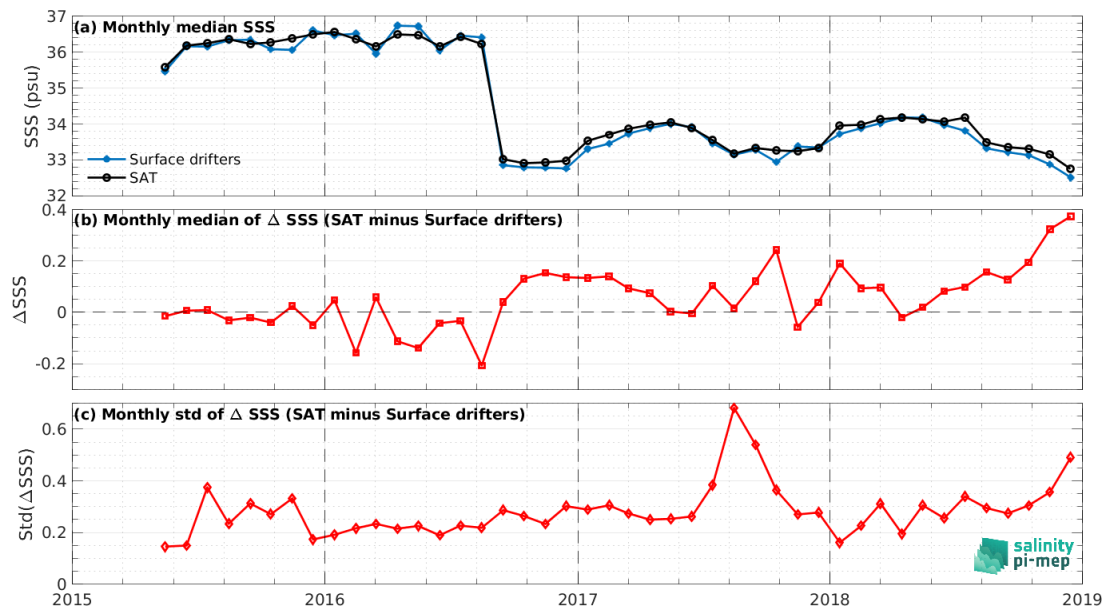 (a) Monthly median SSS
37
36
35
34
33
32
SSS (psu)
Surface drifters
SAT
(b) Monthly median of Δ SSS (SAT minus Surface drifters)
0.4
0.2
0
-0.2
ΔSSS
(c) Monthly std of Δ SSS (SAT minus Surface drifters)
0.6
0.4
0.2
0
Std(ΔSSS)
salinity
pi-mep
2015 2016 2017 2018 2019